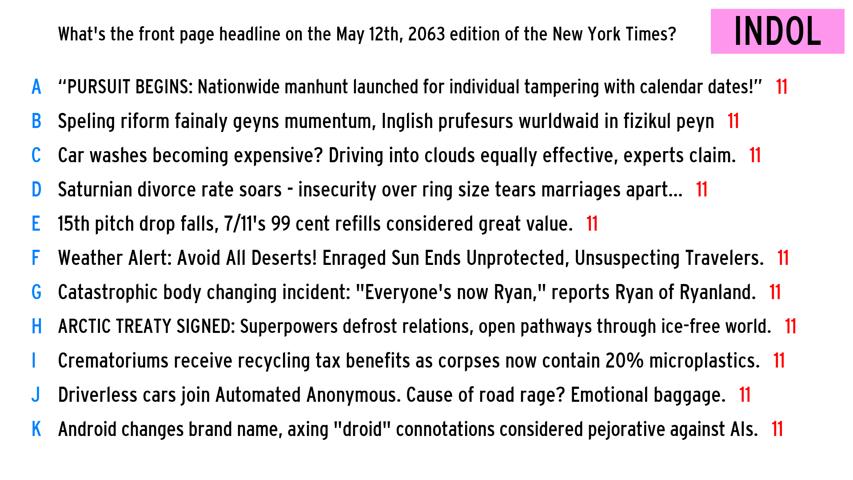 What's the front page headline on the May 12th, 2063 edition of the New York Times?
INDOL
A “PURSUIT BEGINS: Nationwide manhunt launched for individual tampering with calendar dates!” 11
B Speling riform fainaly geyns mumentum, Inglish prufesurs wurldwaid in fizikul peyn 11
C Car washes becoming expensive? Driving into clouds equally effective, experts claim. 11
D Saturnian divorce rate soars - insecurity over ring size tears marriages apart... 11
E 15th pitch drop falls, 7/11's 99 cent refills considered great value. 11
F Weather Alert: Avoid All Deserts! Enraged Sun Ends Unprotected, Unsuspecting Travelers. 11
G Catastrophic body changing incident: "Everyone's now Ryan," reports Ryan of Ryanland. 11
H ARCTIC TREATY SIGNED: Superpowers defrost relations, open pathways through ice-free world. 11
I Crematoriums receive recycling tax benefits as corpses now contain 20% microplastics. 11
J Driverless cars join Automated Anonymous. Cause of road rage? Emotional baggage. 11
K Android changes brand name, axing "droid" connotations considered pejorative against AIs. 11